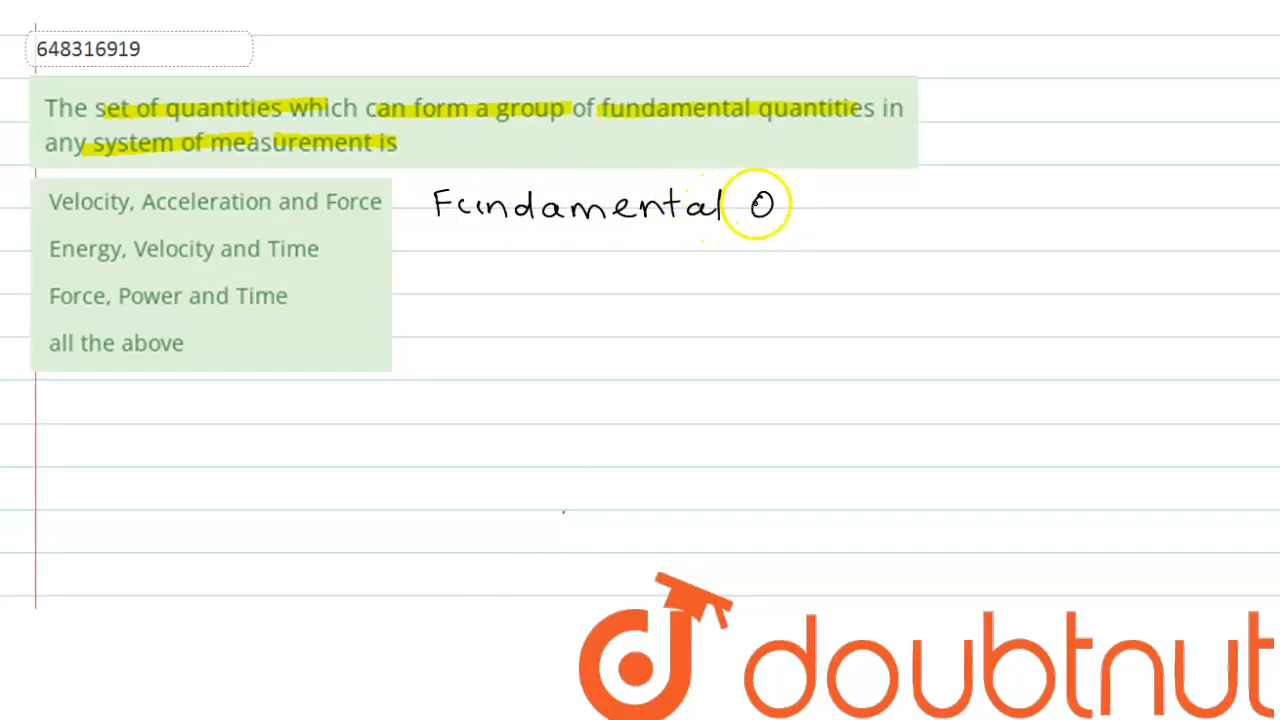 648316919
The set of quantities which can form a group of fundamental quantities in
any system of measurement is
Velocity, Acceleration and Force
Fundamental O
Energy, Velocity and Time
Force, Power and Time
all the above
doubtnut